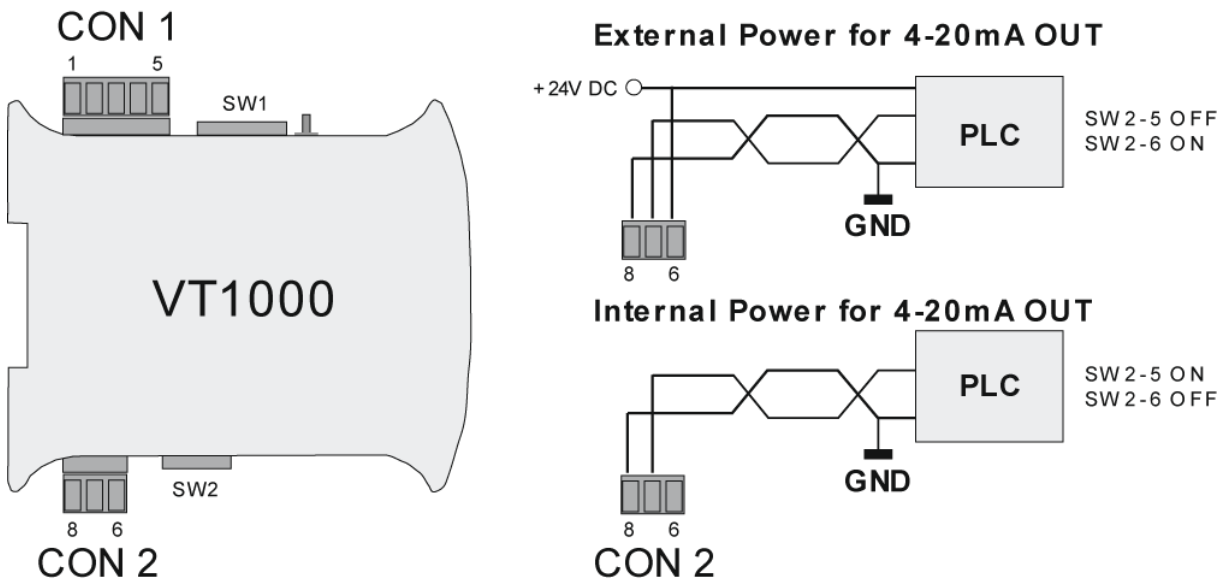 CON 1
1 5
SW1
VT1000
SW2
8 6
CON 2
External Power for 4-20mA OUT
+24V DC
PLC
SW2-5 OFF
SW2-6 ON
GND
8 6
Internal Power for 4-20mA OUT
PLC
SW2-5 ON
SW2-6 OFF
GND
8 6
CON 2